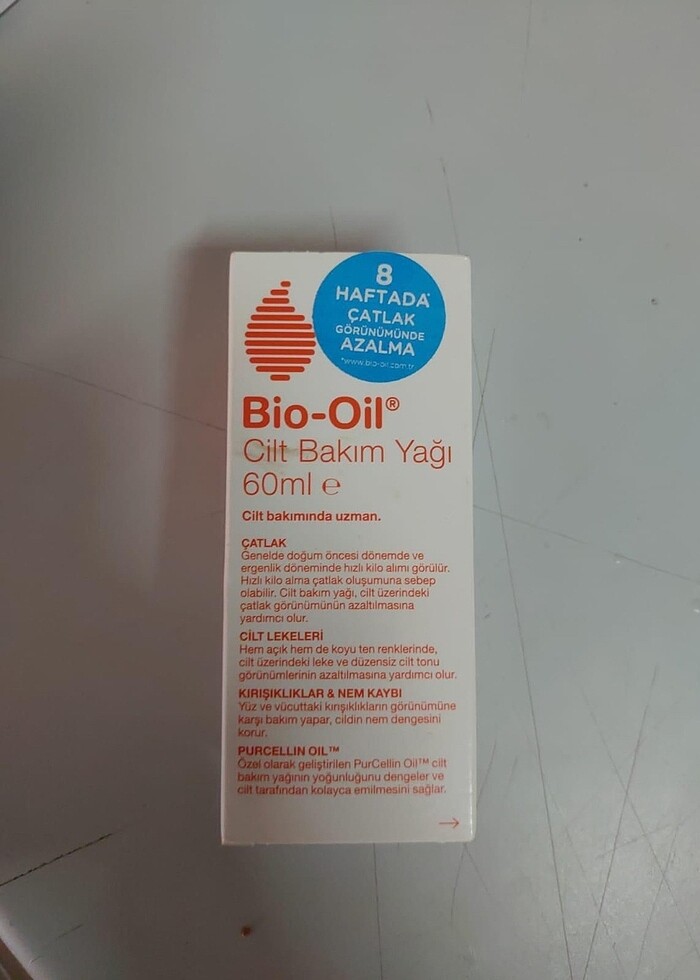 8
HAFTADA*
ÇATLAK
GÖRÜNÜMÜNDE
AZALMA
*www.bio-oil.com.tr
Bio-Oil®
Cilt Bakım Yağı
60ml ℮
Cilt bakımında uzman.
ÇATLAK
Genelde doğum öncesi dönemde ve
ergenlik döneminde hızlı kilo alımı görülür.
Hızlı kilo alma çatlak oluşumuna sebep
olabilir. Cilt bakım yağı, cilt üzerindeki
çatlak görünümünün azaltılmasına
yardımcı olur.
CİLT LEKELERİ
Hem açık hem de koyu ten renklerinde,
cilt üzerindeki leke ve düzensiz cilt tonu
görünümlerinin azaltılmasına yardımcı olur.
KIRIŞIKLIKLAR & NEM KAYBI
Yüz ve vücuttaki kırışıklıkların görünümüne
karşı bakım yapar, cildin nem dengesini
korur.
PURCELLIN OIL™
Özel olarak geliştirilen PurCellin Oil™ cilt
bakım yağının yoğunluğunu dengeler ve
cilt tarafından kolayca emilmesini sağlar.